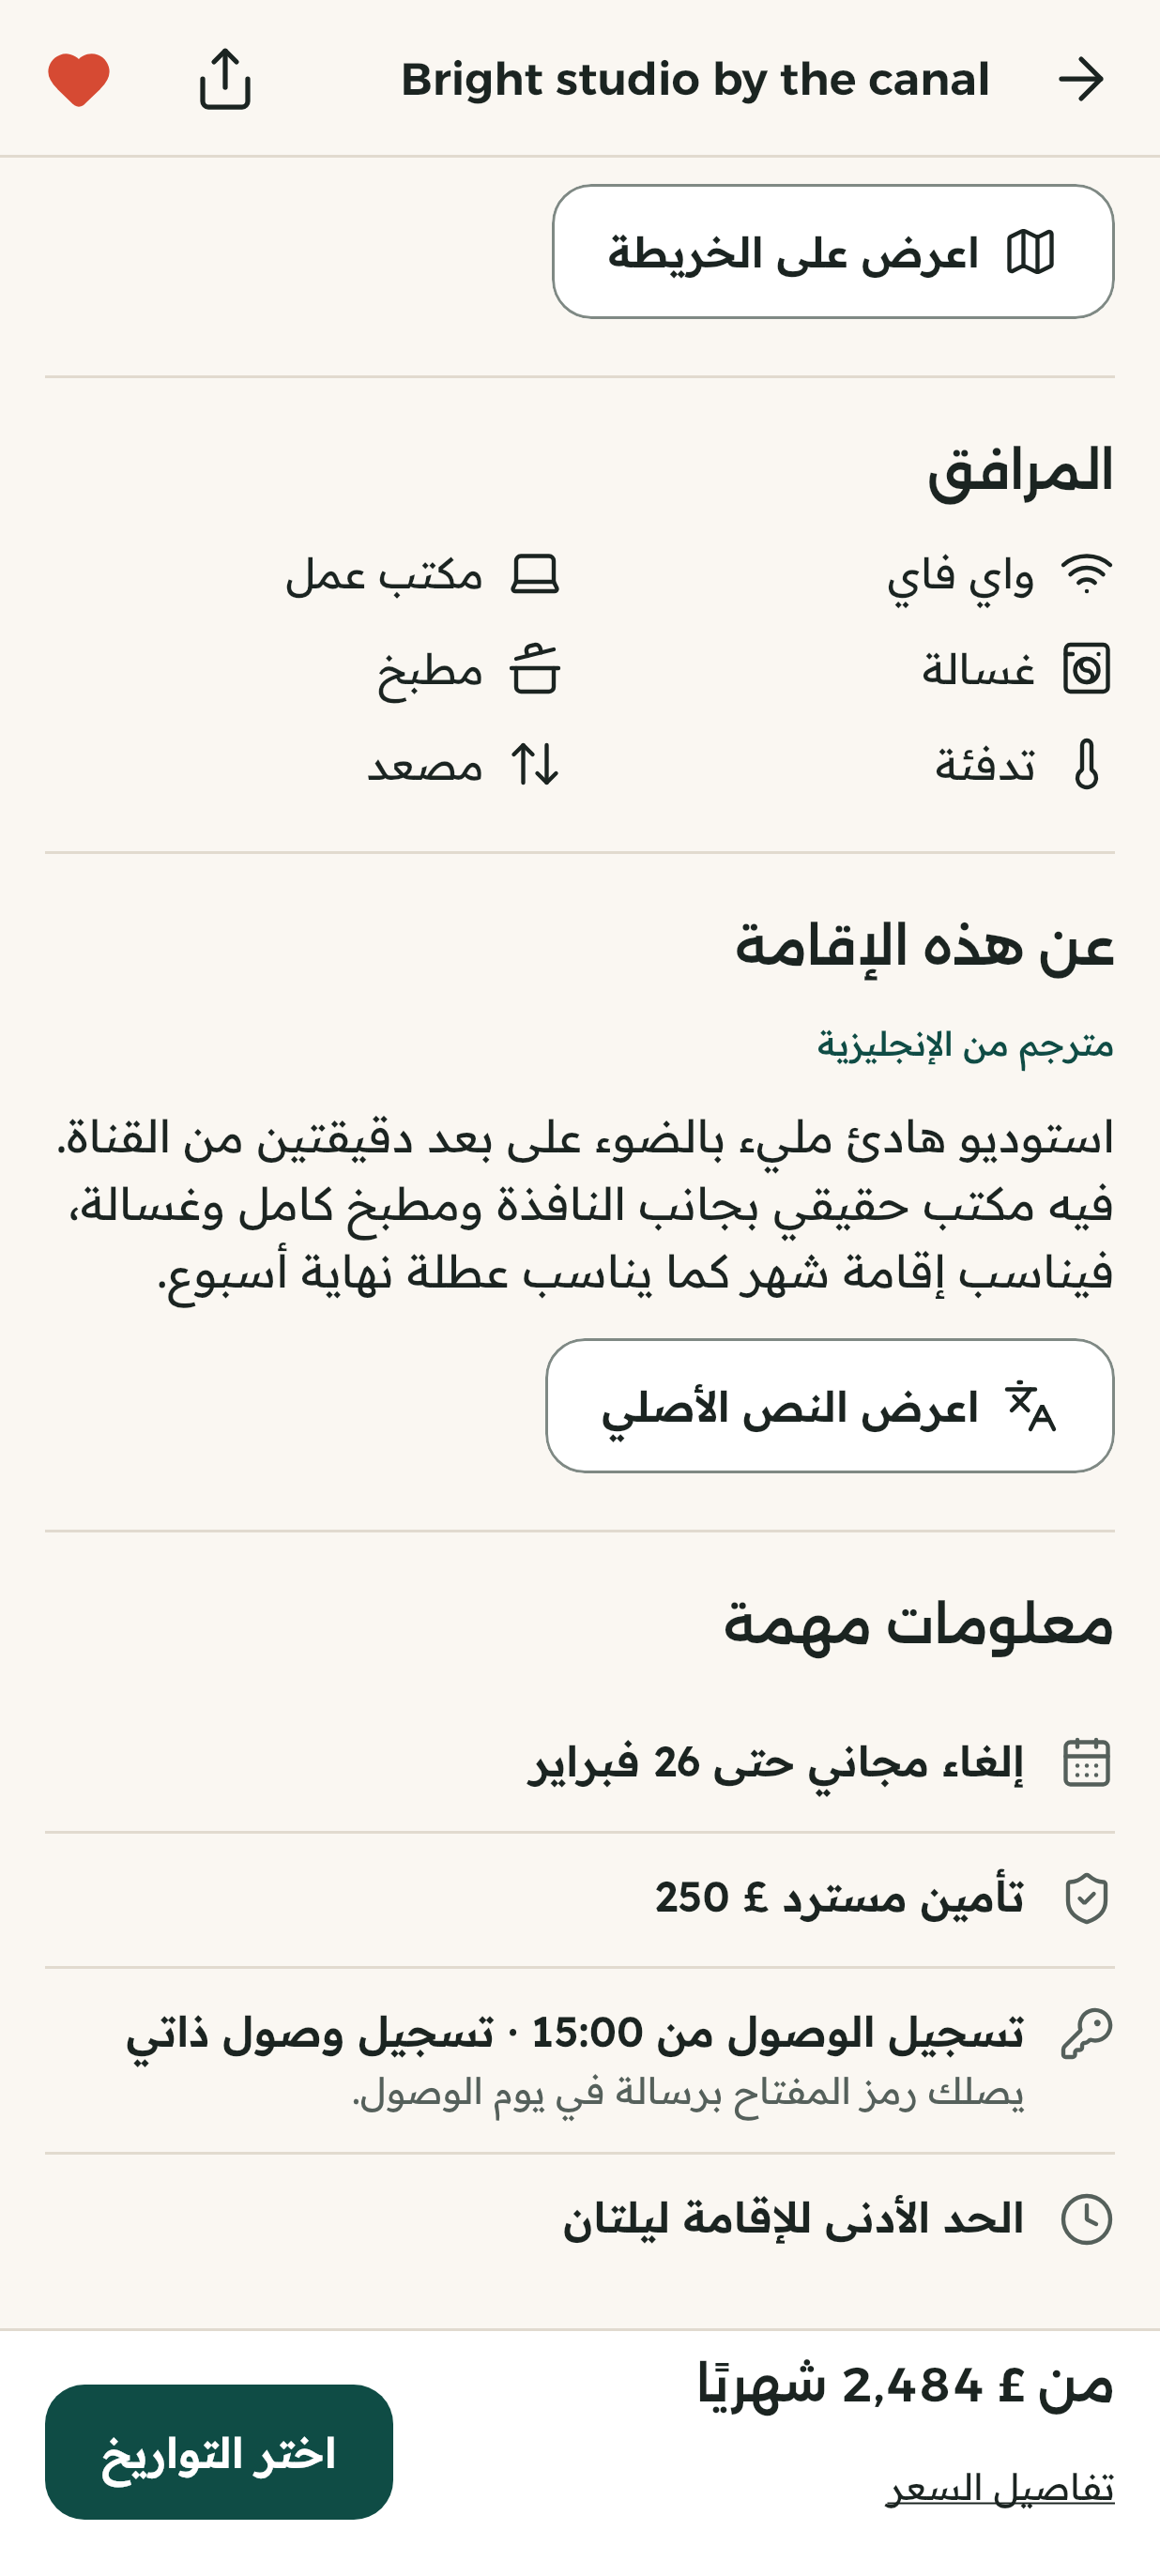 Bright studio by the canal
اعرض على الخريطة
المرافق
واي فاي
مكتب عمل
غسالة
مطبخ
تدفئة
مصعد
عن هذه الإقامة
مترجم من الإنجليزية
استوديو هادئ مليء بالضوء على بعد دقيقتين من القناة.
فيه مكتب حقيقي بجانب النافذة ومطبخ كامل وغسالة،
فيناسب إقامة شهر كما يناسب عطلة نهاية أسبوع.
اعرض النص الأصلي
معلومات مهمة
إلغاء مجاني حتى 26 فبراير
تأمين مسترد £ 250
تسجيل الوصول من 15:00 · تسجيل وصول ذاتي
يصلك رمز المفتاح برسالة في يوم الوصول.
الحد الأدنى للإقامة ليلتان
من £ 2,484 شهريًا
تفاصيل السعر
اختر التواريخ